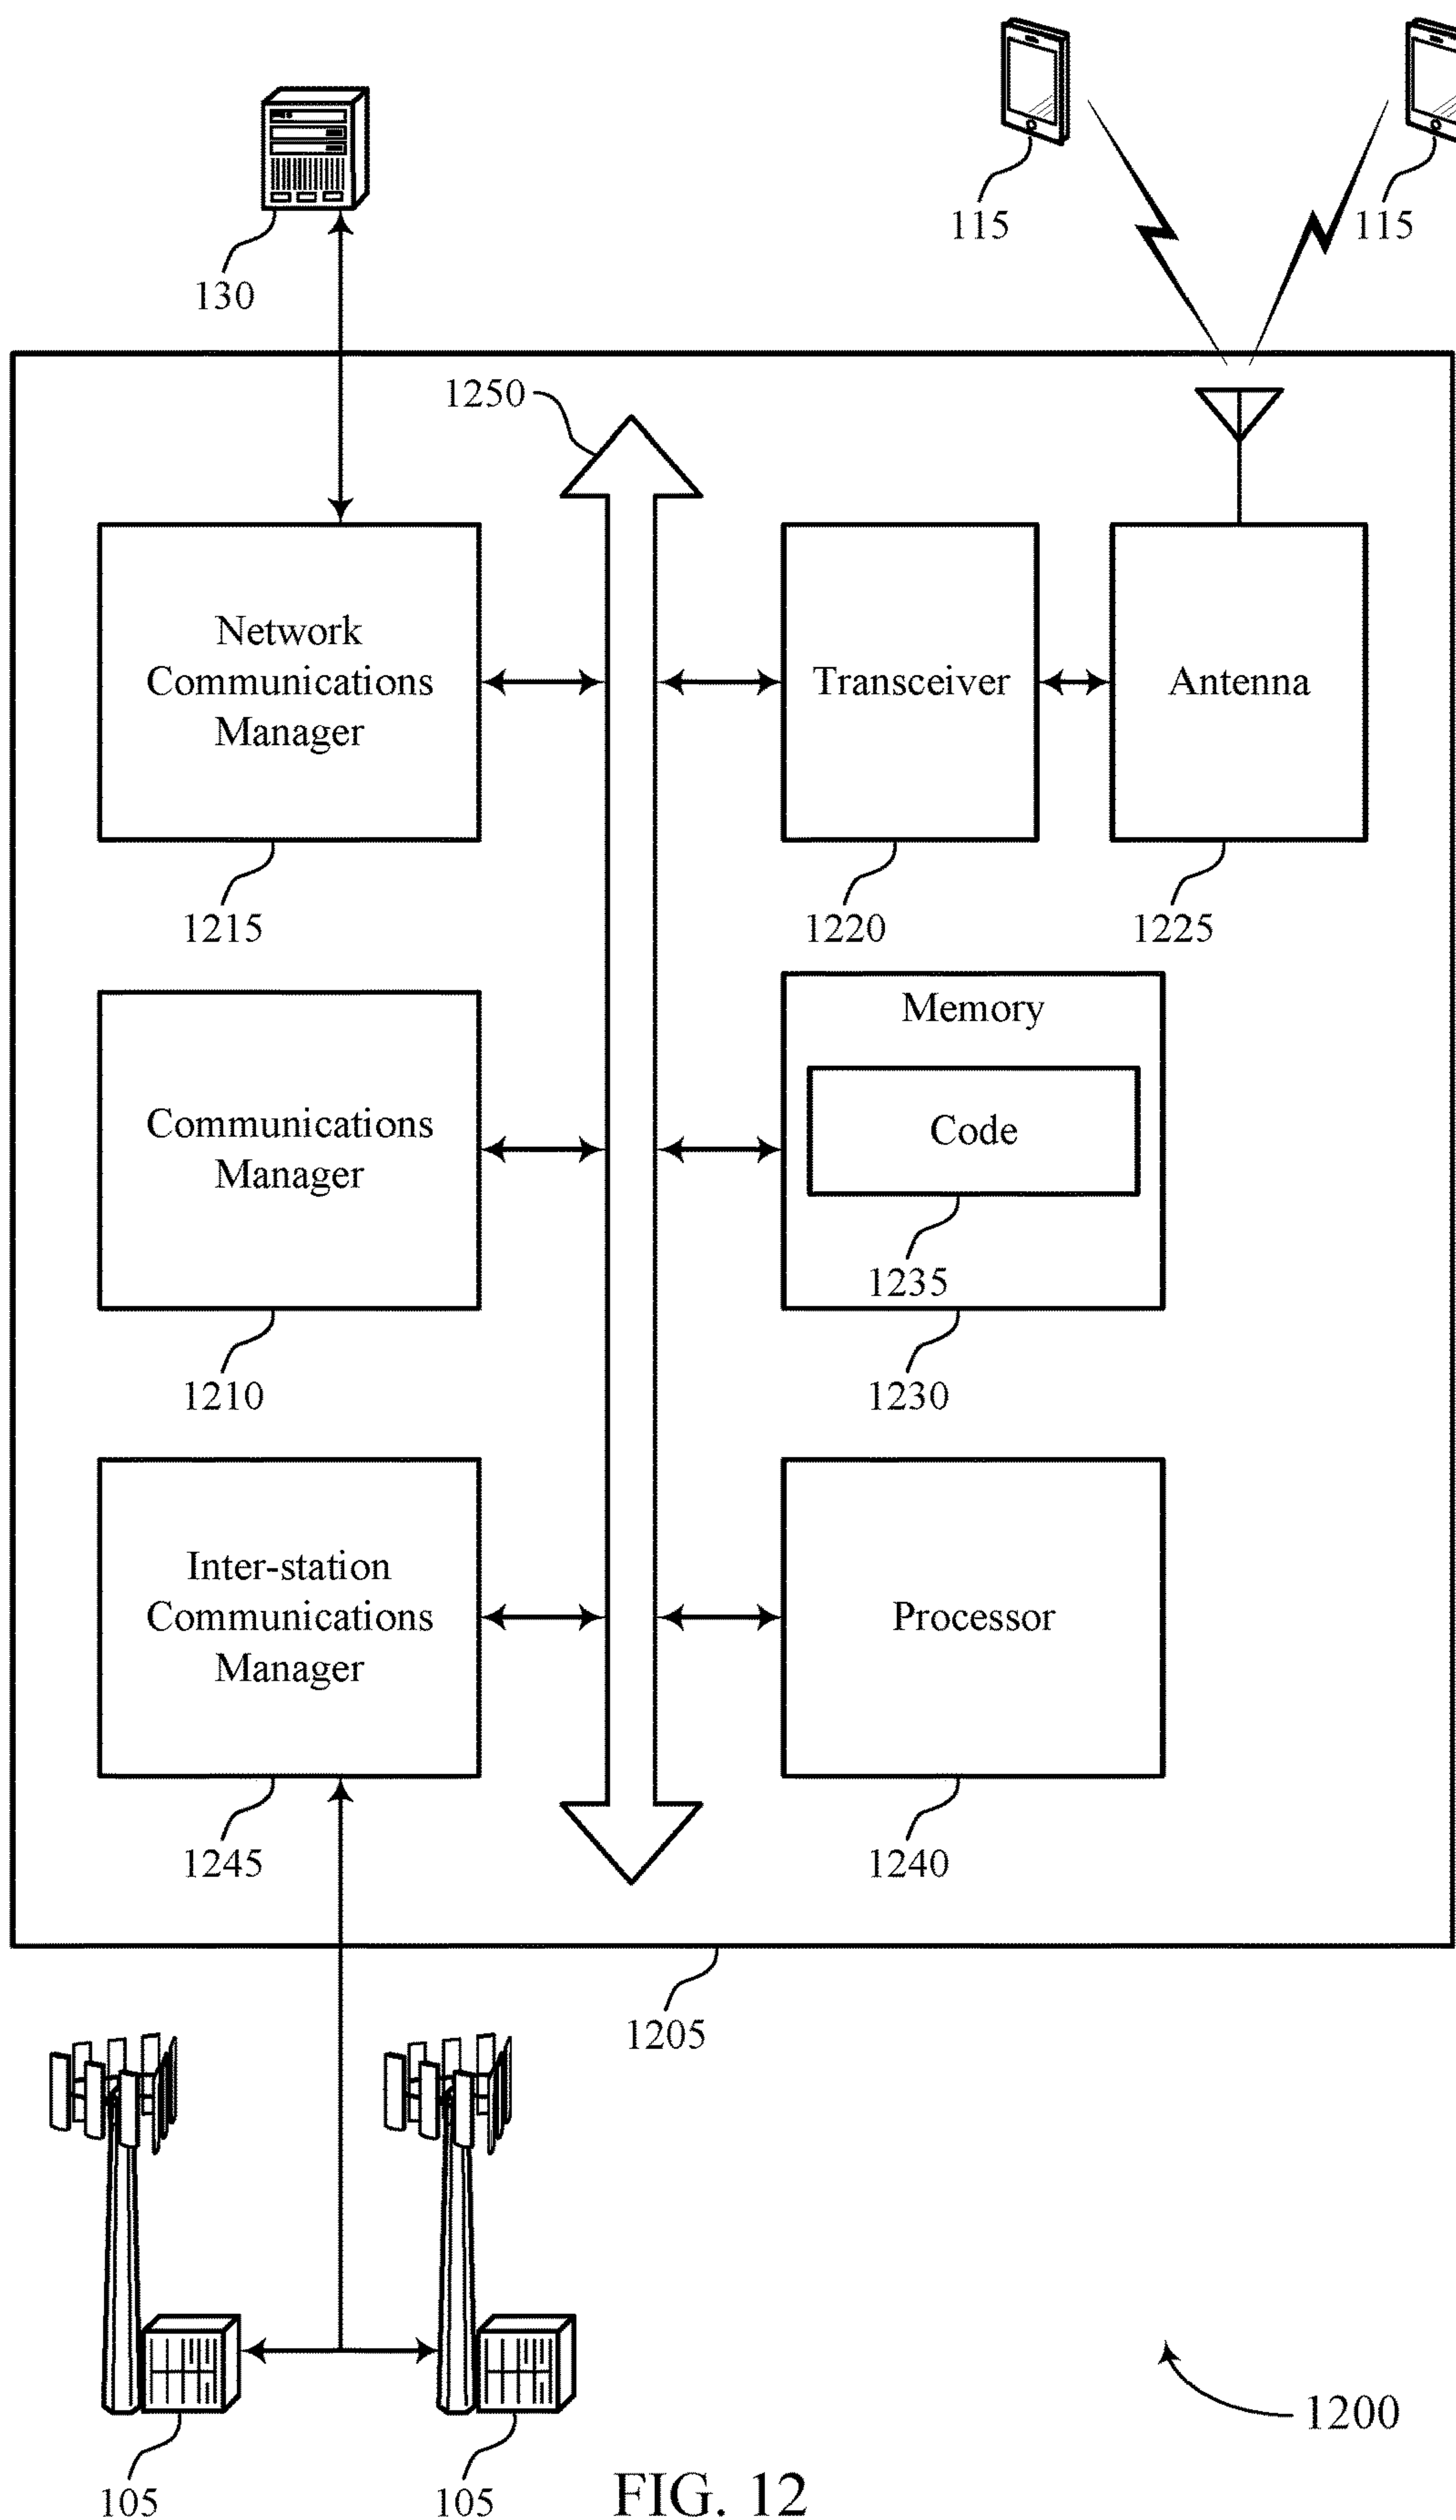 115
115
130
1250
Network
Communications
Manager
Transceiver
Antenna
1215
1220
1225
Communications
Manager
Memory
Code
1235
1210
1230
Inter-station
Communications
Manager
Processor
1245
1240
1205
1200
105
105
FIG. 12